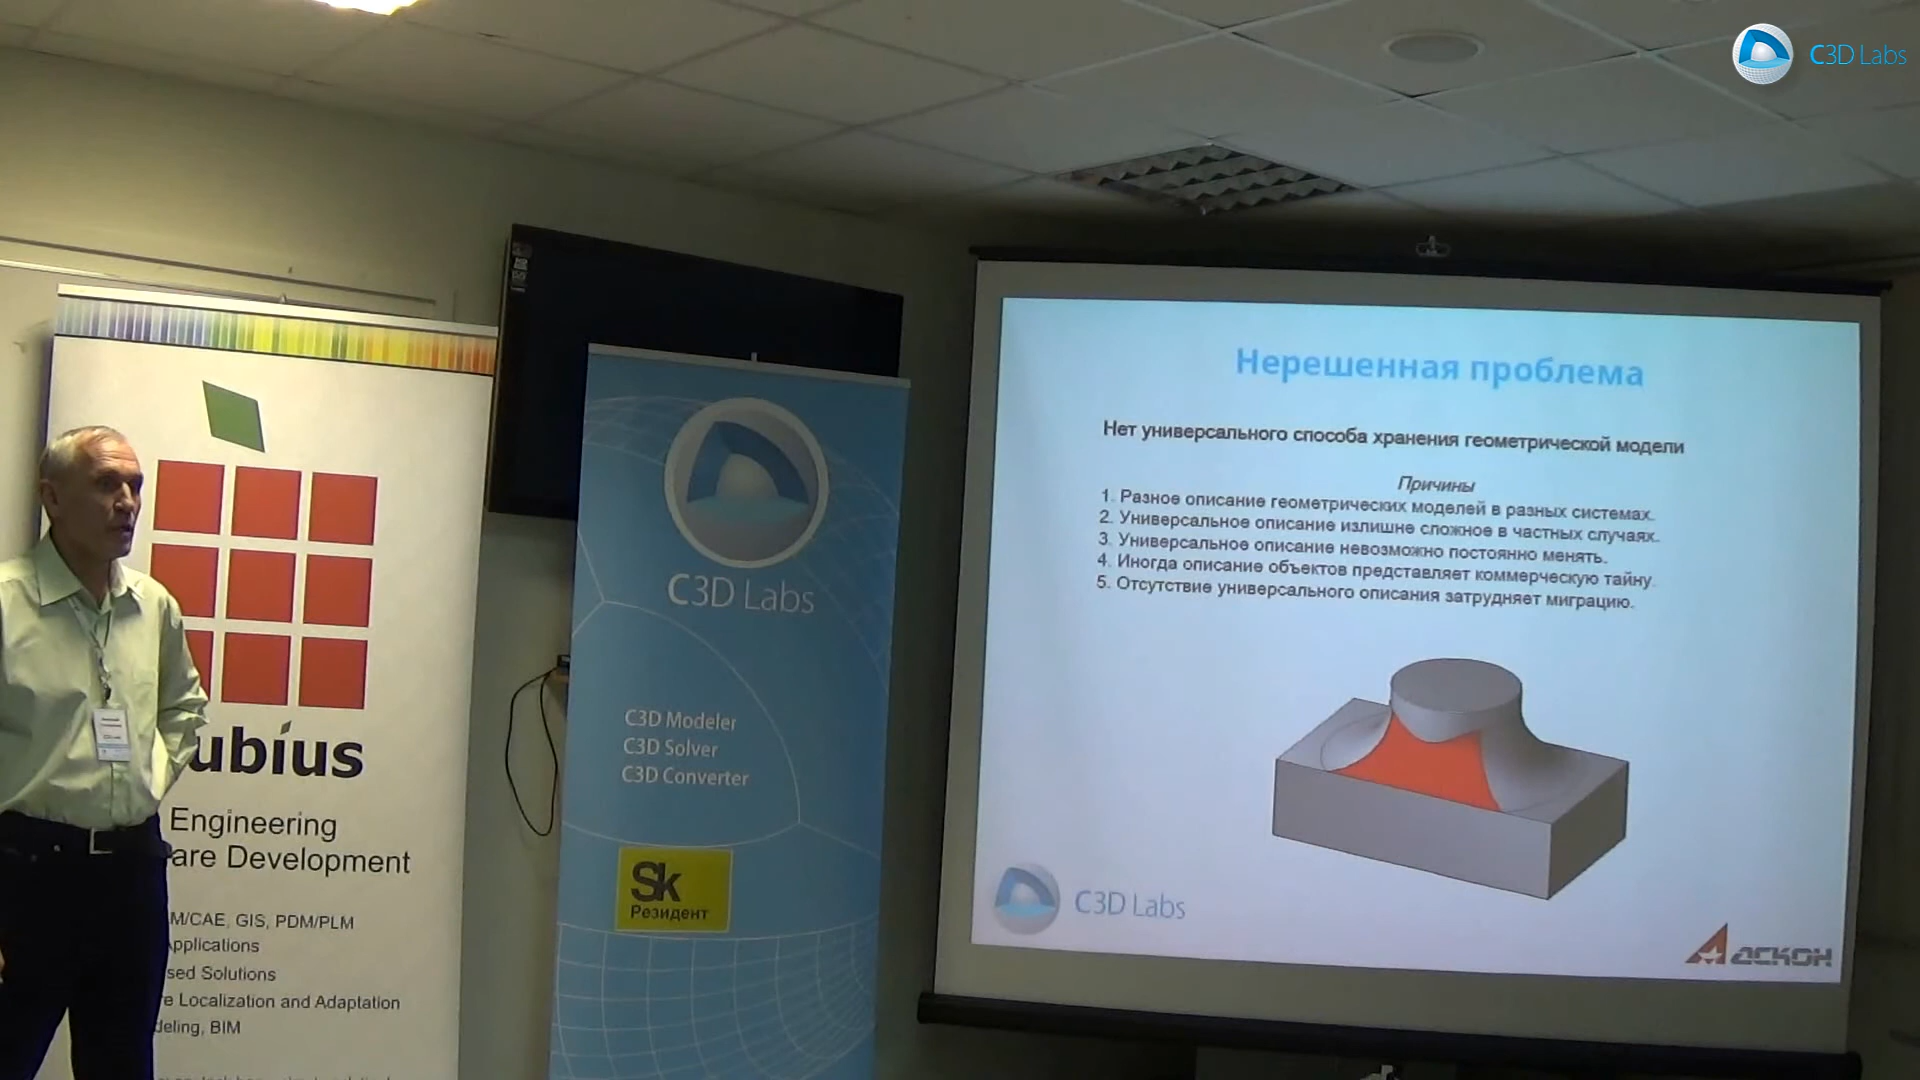 C3D Labs
ubius
Engineering
are Development
M/CAE, GIS, PDM/PLM
Applications
sed Solutions
e Localization and Adaptation
deling, BIM
C3D Labs
C3D Modeler
C3D Solver
C3D Converter
Sk
Резидент
Нерешенная проблема
Нет универсального способа хранения геометрической модели
Причины
1. Разное описание геометрических моделей в разных системах.
2. Универсальное описание излишне сложное в частных случаях.
3. Универсальное описание невозможно постоянно менять.
4. Иногда описание объектов представляет коммерческую тайну.
5. Отсутствие универсального описания затрудняет миграцию.
C3D Labs
АСКОН